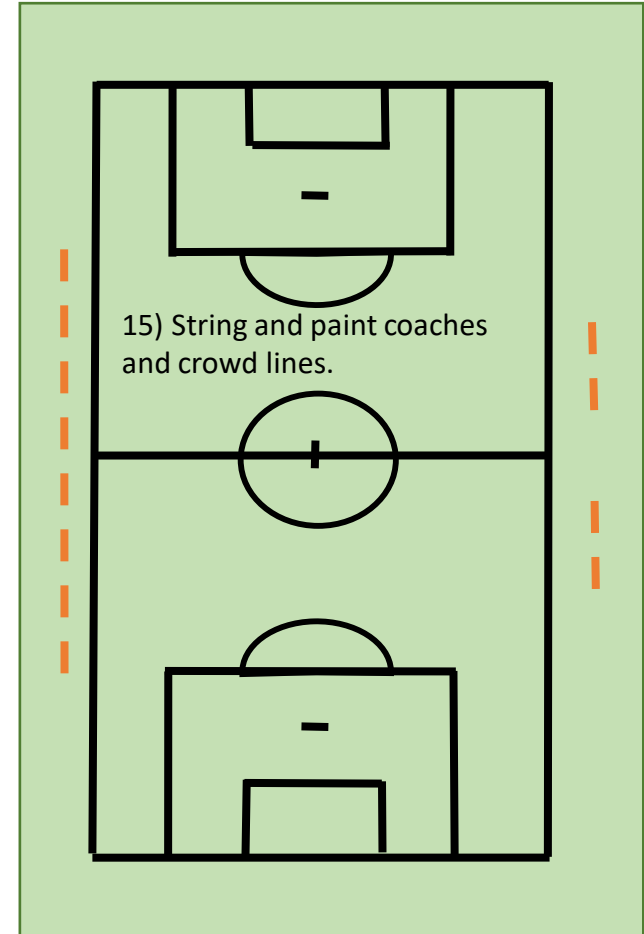 15) String and paint coaches
and crowd lines.